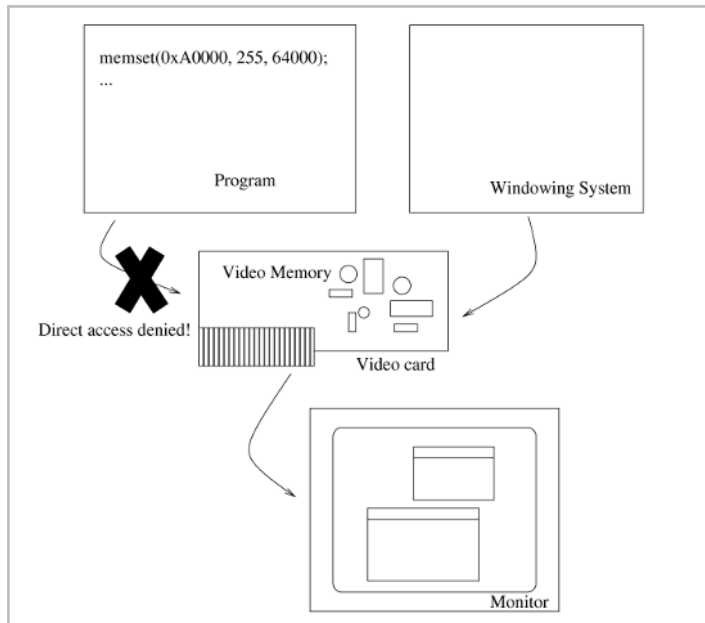 memset(0xA0000, 255, 64000);
...
Program
Windowing System
Video Memory
Direct access denied!
Video card
Monitor